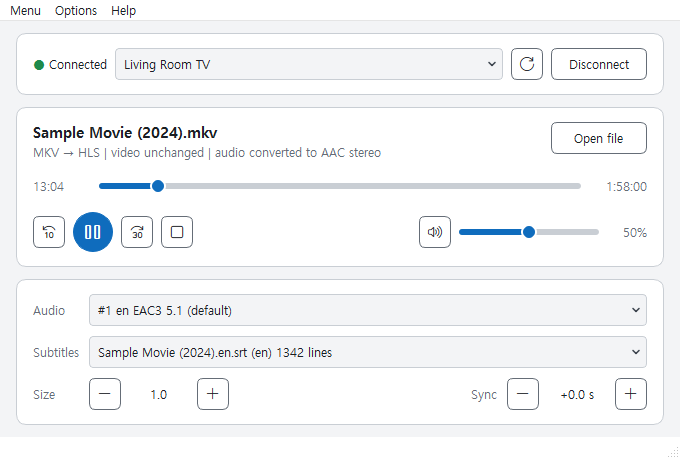 Menu Options Help
Connected Living Room TV Disconnect
Sample Movie (2024).mkv
Open file
MKV → HLS | video unchanged | audio converted to AAC stereo
13:04 1:58:00
10 30 50%
Audio #1 en EAC3 5.1 (default)
Subtitles Sample Movie (2024).en.srt (en) 1342 lines
Size − 1.0 + Sync − +0.0 s +